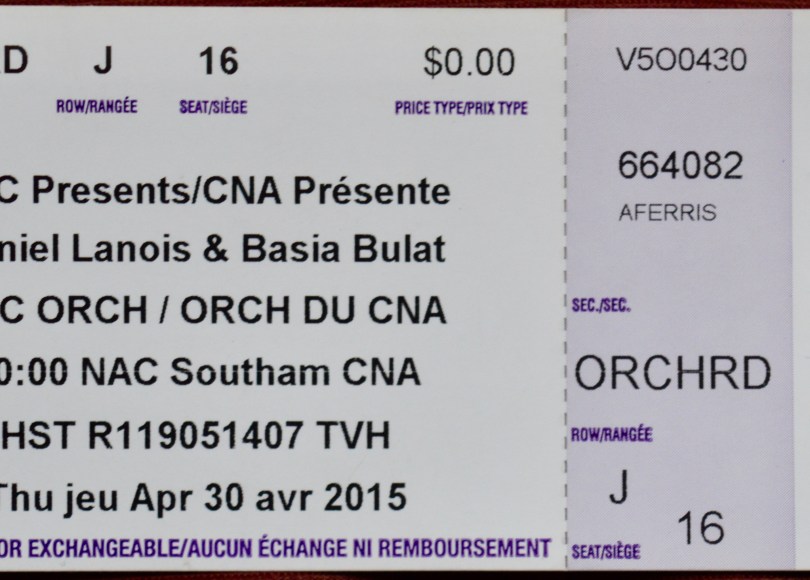 D J 16 $0.00
ROW/RANGÉE SEAT/SIÈGE PRICE TYPE/PRIX TYPE
C Presents/CNA Présente
niel Lanois & Basia Bulat
C ORCH / ORCH DU CNA
0:00 NAC Southam CNA
HST R119051407 TVH
Thu jeu Apr 30 avr 2015
OR EXCHANGEABLE/AUCUN ÉCHANGE NI REMBOURSEMENT
V5O0430
664082
AFERRIS
SEC./SEC.
ORCHRD
ROW/RANGÉE
J
16
SEAT/SIÈGE